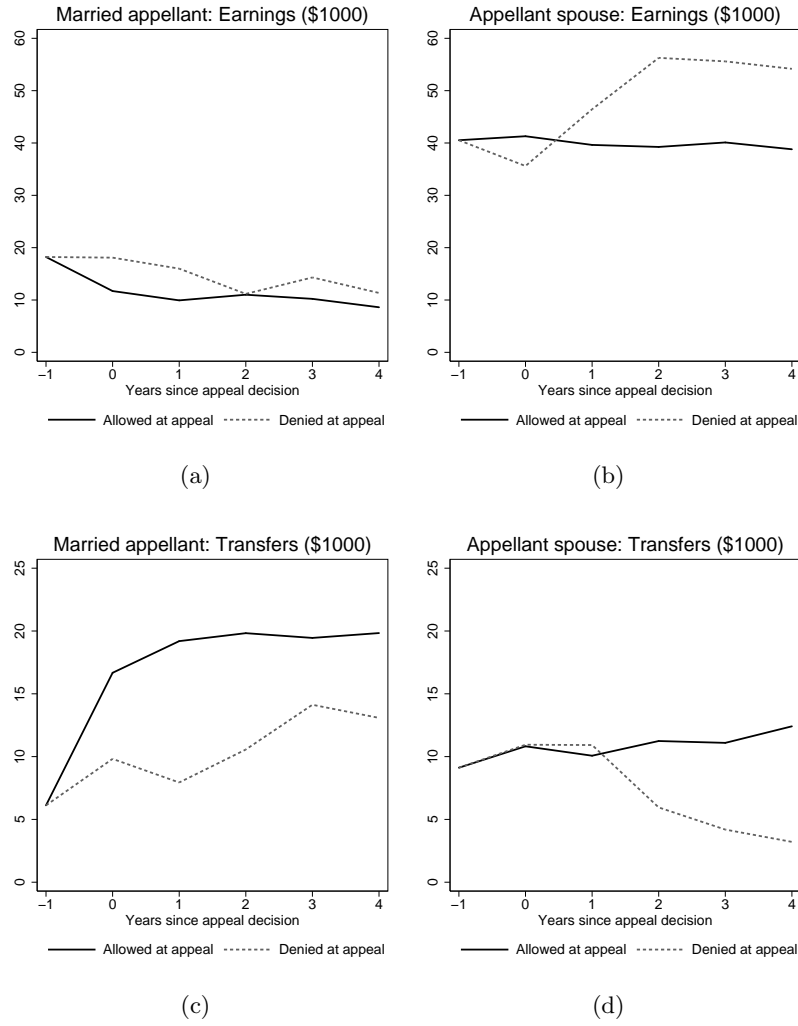 Married appellant: Earnings ($1000)
60
50
40
30
20
10
0
−1 0 1 2 3 4
Years since appeal decision
Allowed at appeal Denied at appeal
(a)
Appellant spouse: Earnings ($1000)
60
50
40
30
20
10
0
−1 0 1 2 3 4
Years since appeal decision
Allowed at appeal Denied at appeal
(b)
Married appellant: Transfers ($1000)
25
20
15
10
5
0
−1 0 1 2 3 4
Years since appeal decision
Allowed at appeal Denied at appeal
(c)
Appellant spouse: Transfers ($1000)
25
20
15
10
5
0
−1 0 1 2 3 4
Years since appeal decision
Allowed at appeal Denied at appeal
(d)